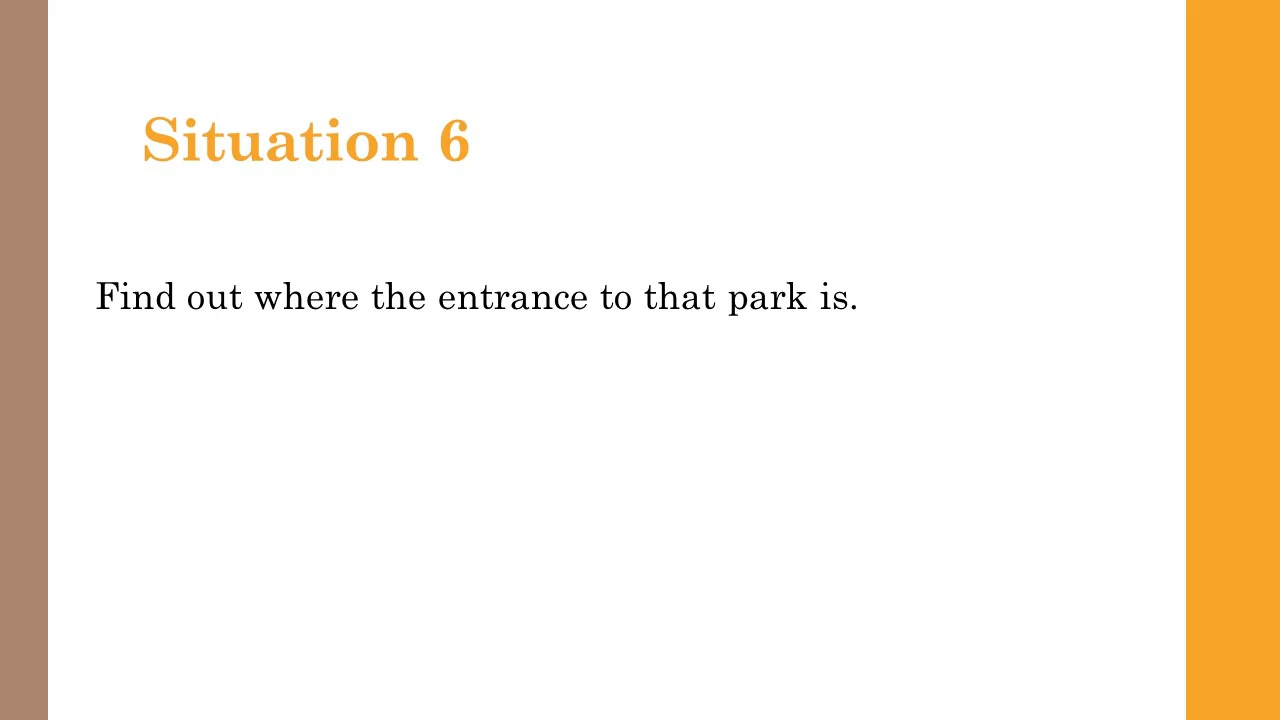 Situation 6
Find out where the entrance to that park is.